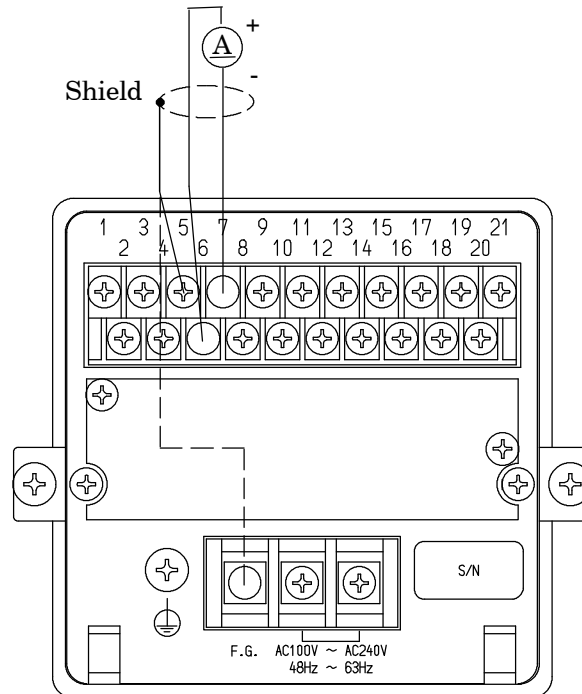 +
A
-
Shield
1 3 5 7 9 11 13 15 17 19 21
2 4 6 8 10 12 14 16 18 20
S/N
F.G. AC100V ～ AC240V
48Hz ～ 63Hz